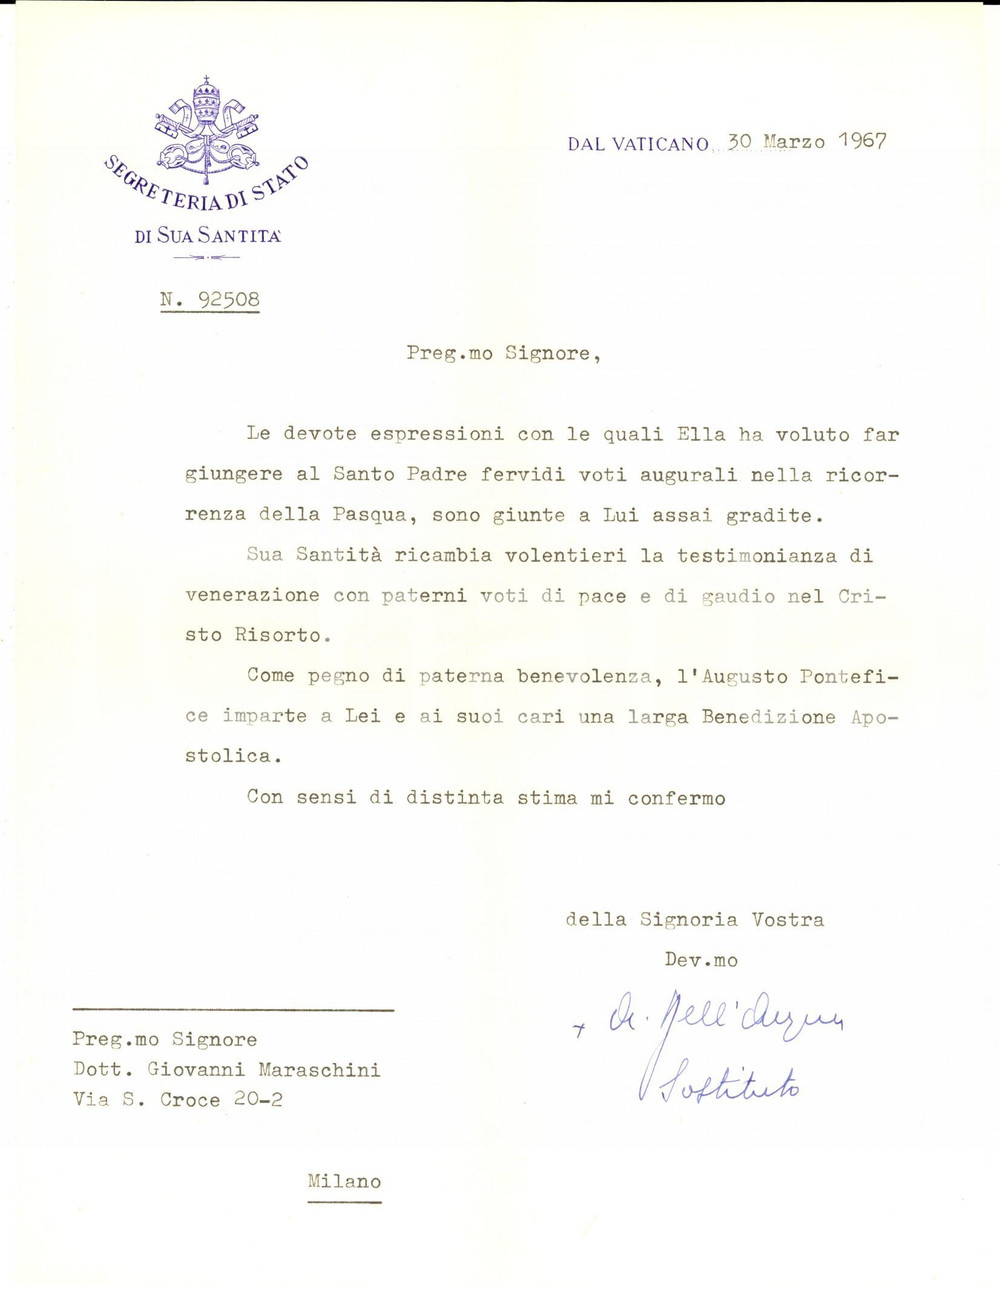 SEGRETERIA DI STATO
DI SUA SANTITA'
DAL VATICANO, 30 Marzo 1967
N. 92508
Preg.mo Signore,
Le devote espressioni con le quali Ella ha voluto far
giungere al Santo Padre fervidi voti augurali nella ricor-
renza della Pasqua, sono giunte a Lui assai gradite.
Sua Santità ricambia volentieri la testimonianza di
venerazione con paterni voti di pace e di gaudio nel Cri-
sto Risorto.
Come pegno di paterna benevolenza, l'Augusto Pontefi-
ce imparte a Lei e ai suoi cari una larga Benedizione Apo-
stolica.
Con sensi di distinta stima mi confermo
della Signoria Vostra
Dev.mo
+ A. Dell'Acqua
Sostituto
Preg.mo Signore
Dott. Giovanni Maraschini
Via S. Croce 20-2
Milano